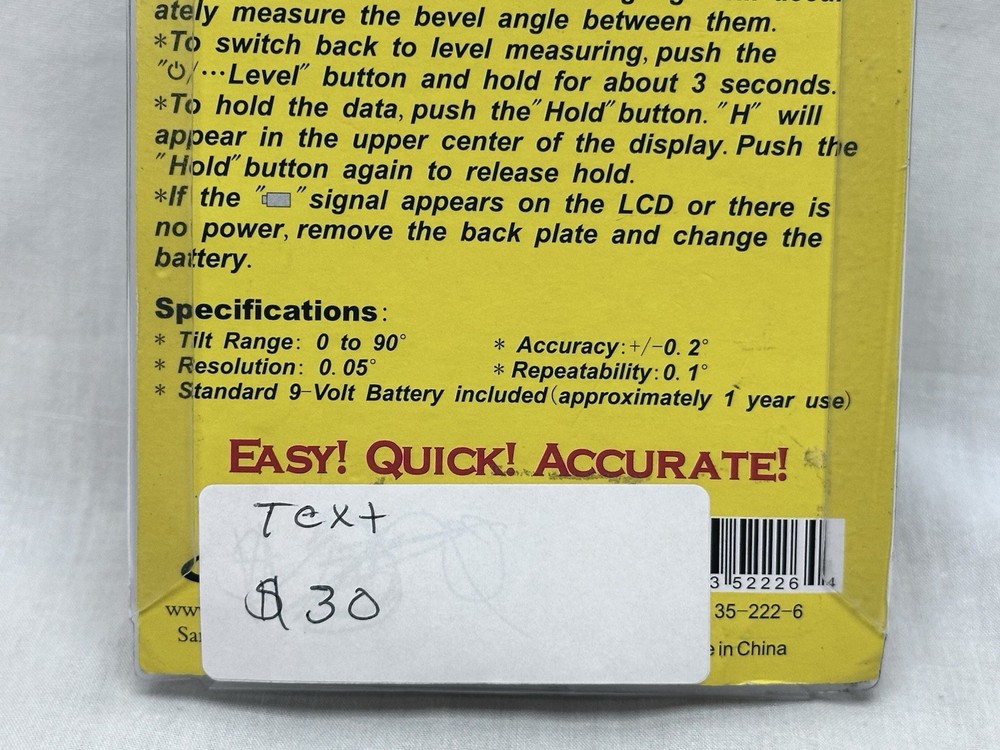 ately measure the bevel angle between them.
*To switch back to level measuring, push the
"⏻/···Level" button and hold for about 3 seconds.
*To hold the data, push the "Hold" button. "H" will
appear in the upper center of the display. Push the
"Hold" button again to release hold.
*If the " " signal appears on the LCD or there is
no power, remove the back plate and change the
battery.
Specifications:
* Tilt Range: 0 to 90° * Accuracy:+/-0.2°
* Resolution: 0.05° * Repeatability:0.1°
* Standard 9-Volt Battery included(approximately 1 year use)
EASY! QUICK! ACCURATE!
Text
$30
3 52226 4
35-222-6
in China